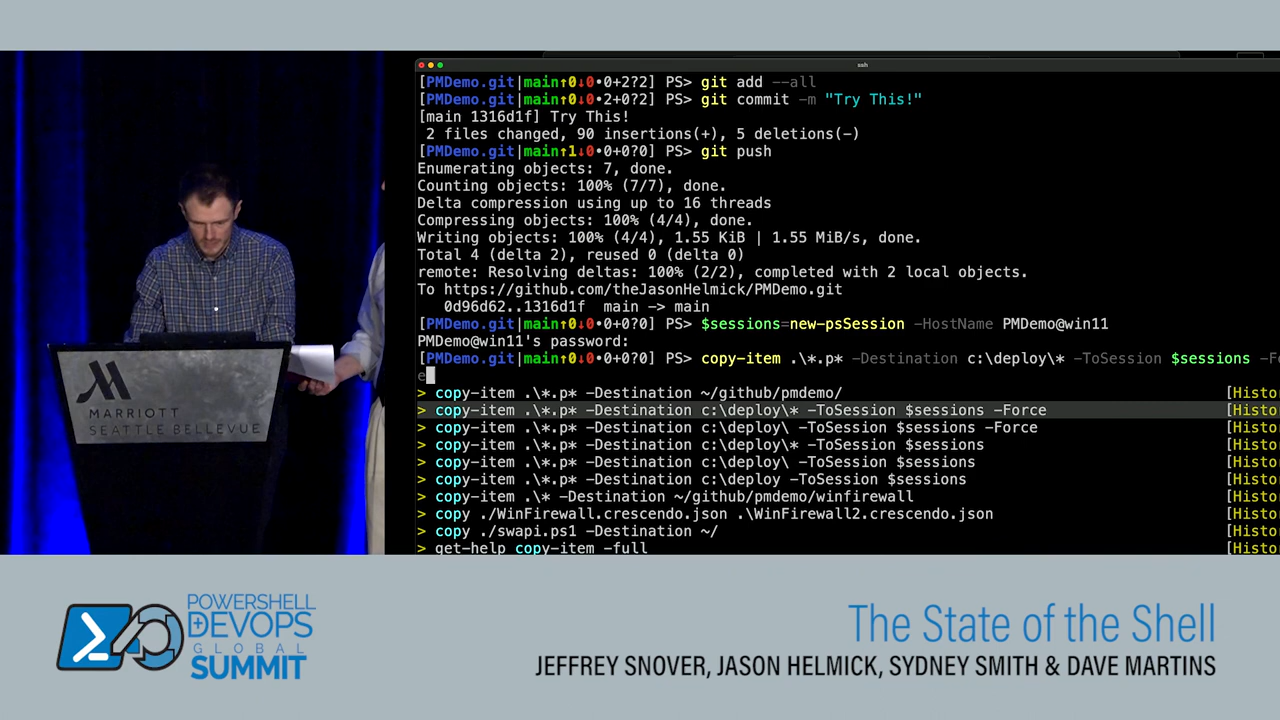 ssh
[PMDemo.git|main↑0↓0•0+2?2] PS> git add --all
[PMDemo.git|main↑0↓0•2+0?2] PS> git commit -m "Try This!"
[main 1316d1f] Try This!
2 files changed, 90 insertions(+), 5 deletions(-)
[PMDemo.git|main↑1↓0•0+0?0] PS> git push
Enumerating objects: 7, done.
Counting objects: 100% (7/7), done.
Delta compression using up to 16 threads
Compressing objects: 100% (4/4), done.
Writing objects: 100% (4/4), 1.55 KiB | 1.55 MiB/s, done.
Total 4 (delta 2), reused 0 (delta 0)
remote: Resolving deltas: 100% (2/2), completed with 2 local objects.
To https://github.com/theJasonHelmick/PMDemo.git
0d96d62..1316d1f  main -> main
[PMDemo.git|main↑0↓0•0+0?0] PS> $sessions=new-psSession -HostName PMDemo@win11
PMDemo@win11's password:
[PMDemo.git|main↑0↓0•0+0?0] PS> copy-item .\*.p* -Destination c:\deploy\* -ToSession $sessions -F
e
> copy-item .\*.p* -Destination ~/github/pmdemo/ [Histo
> copy-item .\*.p* -Destination c:\deploy\* -ToSession $sessions -Force [Histo
> copy-item .\*.p* -Destination c:\deploy\ -ToSession $sessions -Force [Histo
> copy-item .\*.p* -Destination c:\deploy\* -ToSession $sessions [Histo
> copy-item .\*.p* -Destination c:\deploy\ -ToSession $sessions [Histo
> copy-item .\*.p* -Destination c:\deploy -ToSession $sessions [Histo
> copy-item .\* -Destination ~/github/pmdemo/winfirewall [Histo
> copy ./WinFirewall.crescendo.json .\WinFirewall2.crescendo.json [Histo
> copy ./swapi.ps1 -Destination ~/ [Histo
> get-help copy-item -full [Histo
MARRIOTT
SEATTLE BELLEVUE
POWERSHELL
DEVOPS
GLOBAL
SUMMIT
The State of the Shell
JEFFREY SNOVER, JASON HELMICK, SYDNEY SMITH & DAVE MARTINS